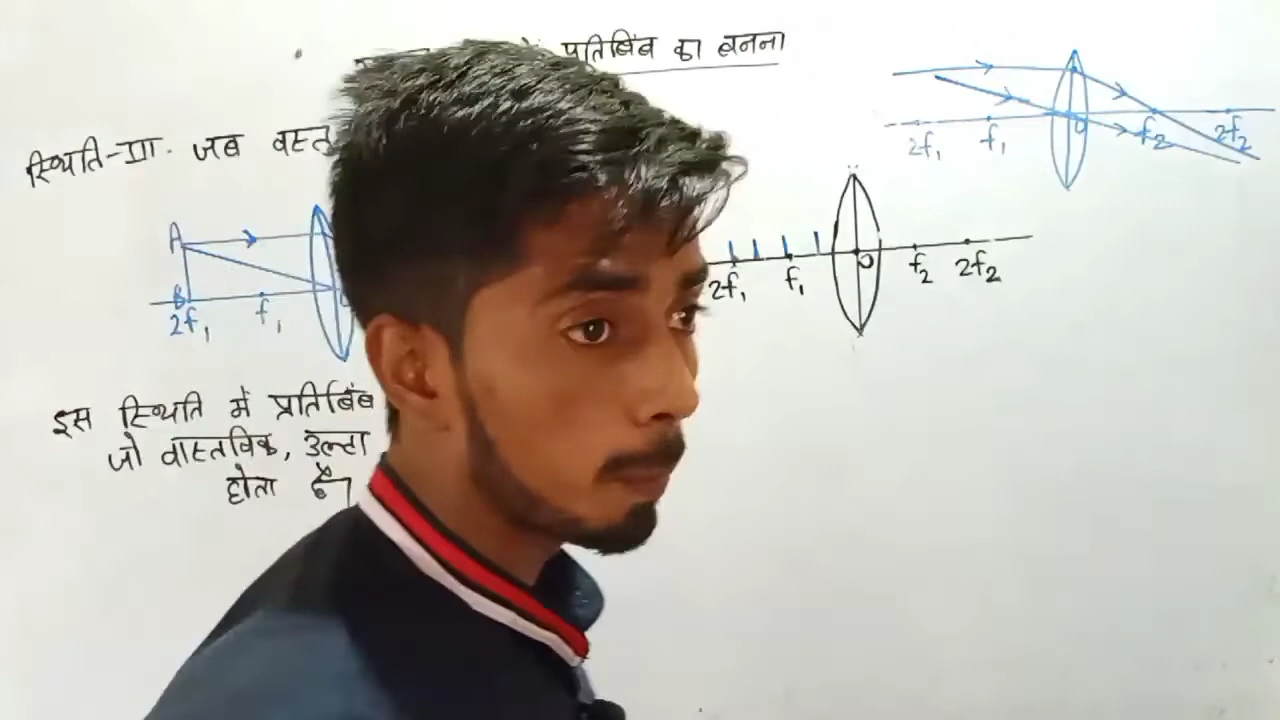 प्रतिबिंब का बनना
स्थिति-III. जब वस्तु
A
B
2f₁ f₁
2f₁ f₁ O f₂ 2f₂
2f₁ f₁ O f₂ 2f₂
इस स्थिति में प्रतिबिंब
जो वास्तविक, उल्टा
होता है।